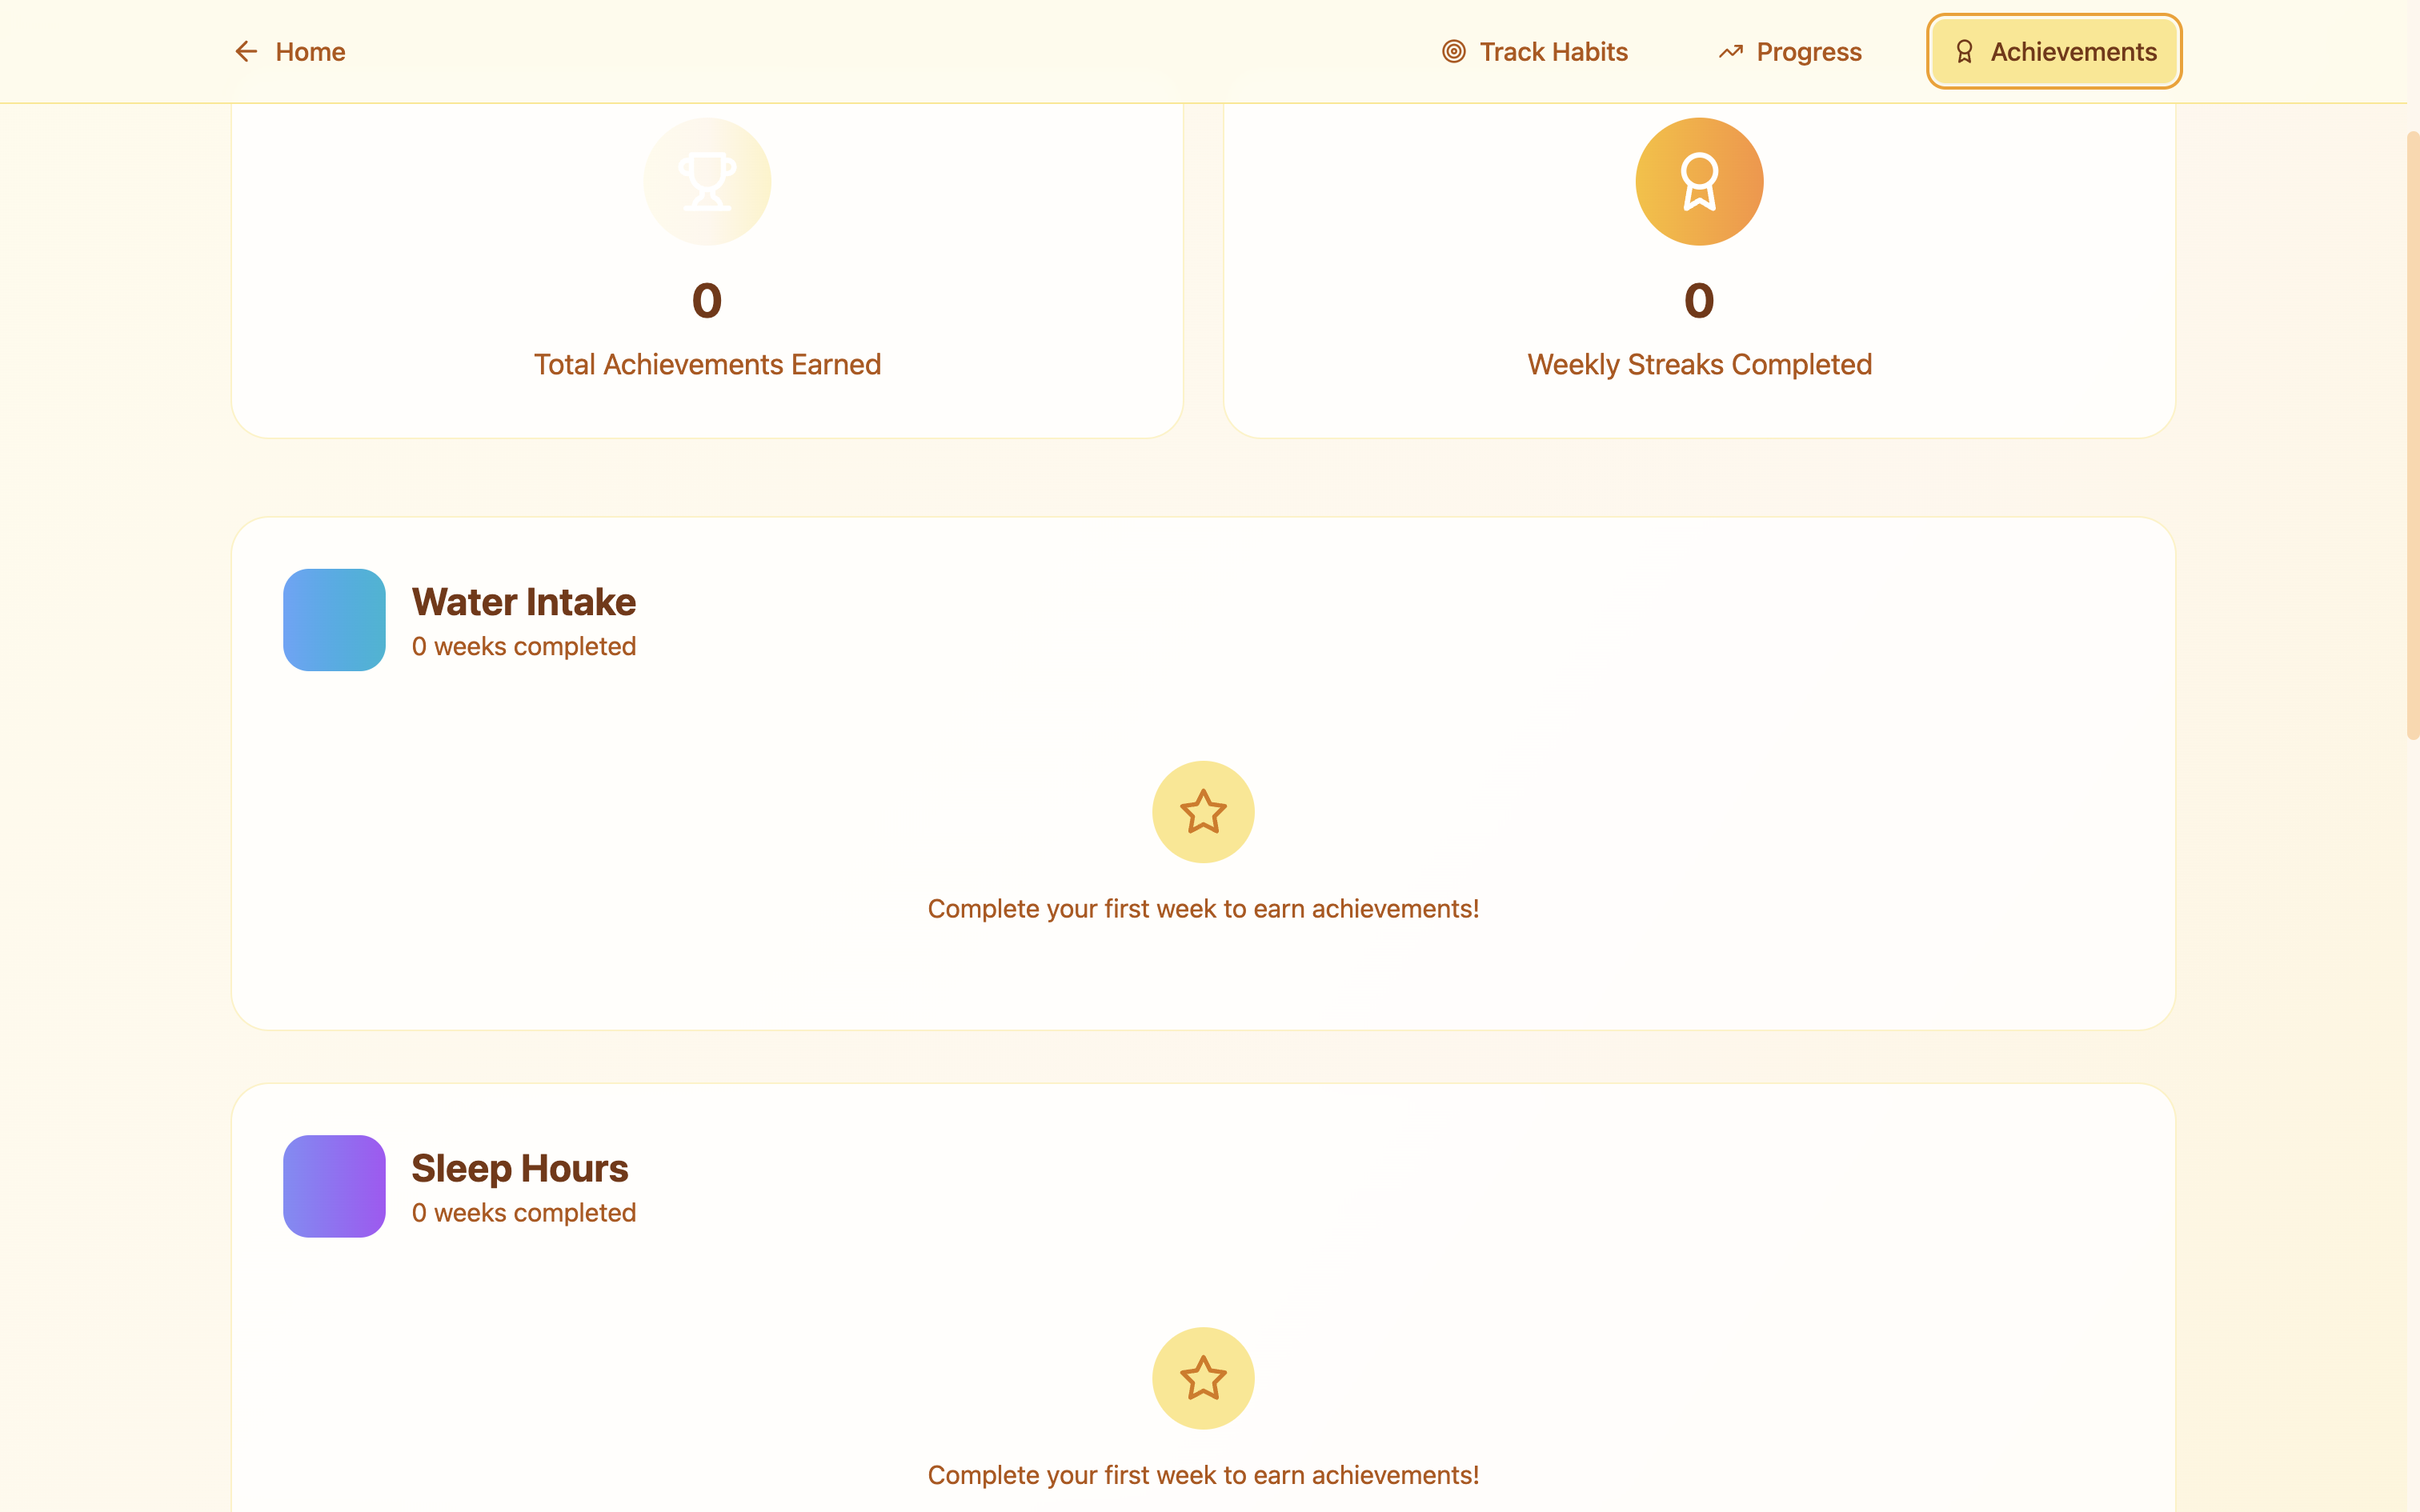 Home
Track Habits
Progress
Achievements
0
Total Achievements Earned
0
Weekly Streaks Completed
Water Intake
0 weeks completed
Complete your first week to earn achievements!
Sleep Hours
0 weeks completed
Complete your first week to earn achievements!